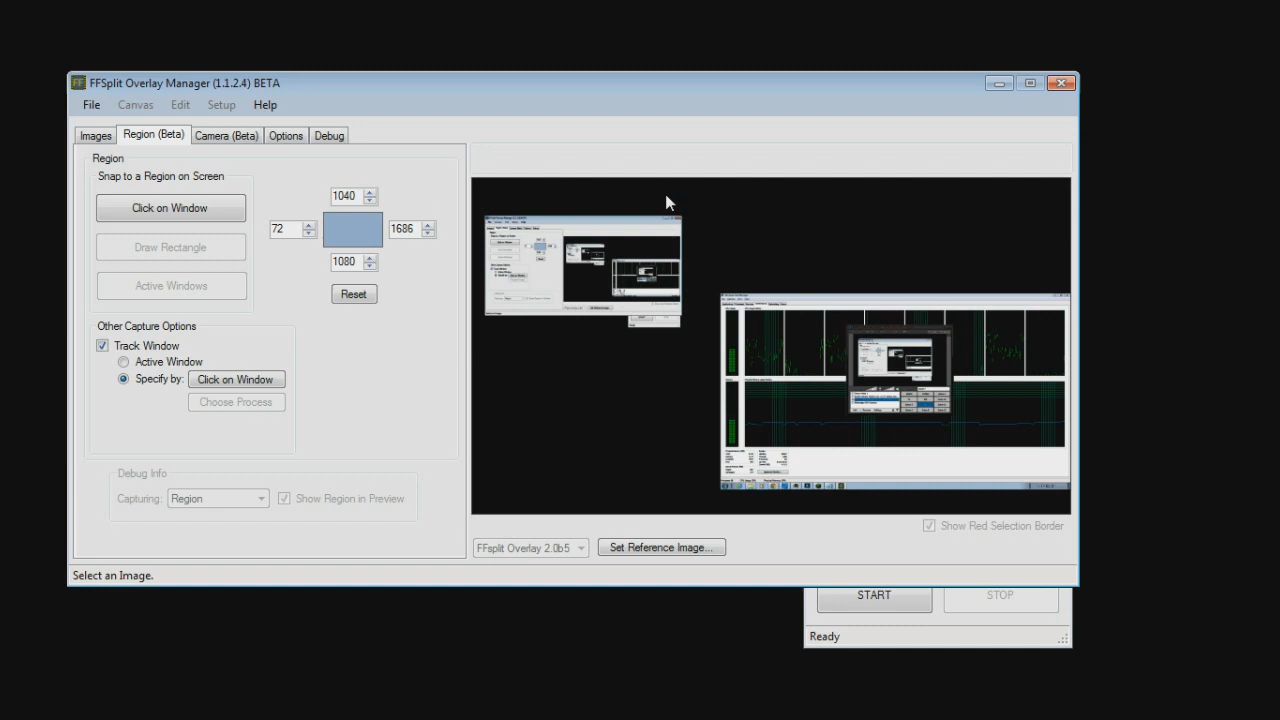 FFSplit Overlay Manager (1.1.2.4) BETA
File Canvas Edit Setup Help
Images Region (Beta) Camera (Beta) Options Debug
Region
Snap to a Region on Screen
Click on Window
Draw Rectangle
Active Windows
1040
72
1686
1080
Reset
Other Capture Options
Track Window
Active Window
Specify by: Click on Window
Choose Process
Debug Info
Capturing: Region Show Region in Preview
Show Red Selection Border
FFsplit Overlay 2.0b5 Set Reference Image...
Select an Image.
START STOP
Ready